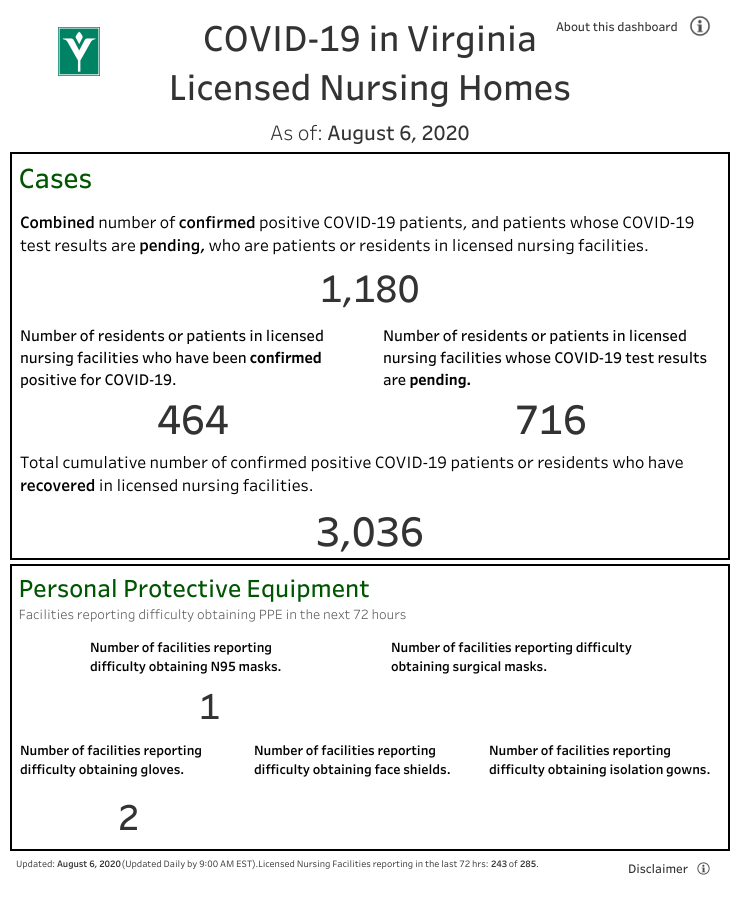 COVID-19 in Virginia
Licensed Nursing Homes
About this dashboard
As of: August 6, 2020
Cases
Combined number of confirmed positive COVID-19 patients, and patients whose COVID-19
test results are pending, who are patients or residents in licensed nursing facilities.
1,180
Number of residents or patients in licensed
nursing facilities who have been confirmed
positive for COVID-19.
464
Number of residents or patients in licensed
nursing facilities whose COVID-19 test results
are pending.
716
Total cumulative number of confirmed positive COVID-19 patients or residents who have
recovered in licensed nursing facilities.
3,036
Personal Protective Equipment
Facilities reporting difficulty obtaining PPE in the next 72 hours
Number of facilities reporting
difficulty obtaining N95 masks.
1
Number of facilities reporting difficulty
obtaining surgical masks.
Number of facilities reporting
difficulty obtaining gloves.
2
Number of facilities reporting
difficulty obtaining face shields.
Number of facilities reporting
difficulty obtaining isolation gowns.
Updated: August 6, 2020(Updated Daily by 9:00 AM EST).Licensed Nursing Facilities reporting in the last 72 hrs: 243 of 285.
Disclaimer